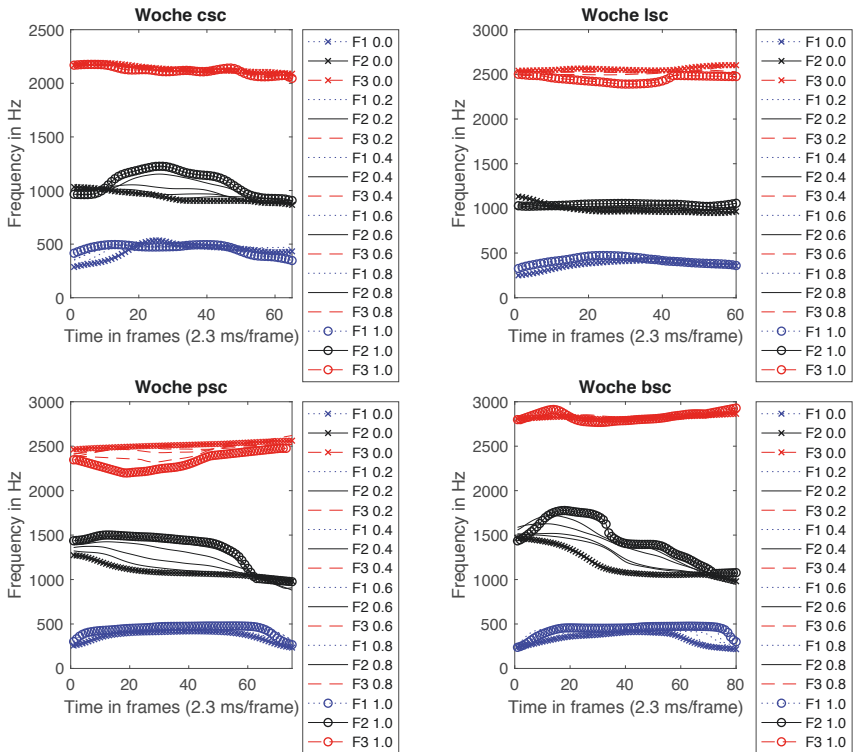 Woche csc
2500
2000
1500
1000
500
0
Frequency in Hz
0 20 40 60
Time in frames (2.3 ms/frame)
F1 0.0
F2 0.0
F3 0.0
F1 0.2
F2 0.2
F3 0.2
F1 0.4
F2 0.4
F3 0.4
F1 0.6
F2 0.6
F3 0.6
F1 0.8
F2 0.8
F3 0.8
F1 1.0
F2 1.0
F3 1.0
Woche lsc
3000
2500
2000
1500
1000
500
0
Frequency in Hz
0 20 40 60
Time in frames (2.3 ms/frame)
F1 0.0
F2 0.0
F3 0.0
F1 0.2
F2 0.2
F3 0.2
F1 0.4
F2 0.4
F3 0.4
F1 0.6
F2 0.6
F3 0.6
F1 0.8
F2 0.8
F3 0.8
F1 1.0
F2 1.0
F3 1.0
Woche psc
3000
2500
2000
1500
1000
500
0
Frequency in Hz
0 20 40 60
Time in frames (2.3 ms/frame)
F1 0.0
F2 0.0
F3 0.0
F1 0.2
F2 0.2
F3 0.2
F1 0.4
F2 0.4
F3 0.4
F1 0.6
F2 0.6
F3 0.6
F1 0.8
F2 0.8
F3 0.8
F1 1.0
F2 1.0
F3 1.0
Woche bsc
3000
2500
2000
1500
1000
500
0
Frequency in Hz
0 20 40 60 80
Time in frames (2.3 ms/frame)
F1 0.0
F2 0.0
F3 0.0
F1 0.2
F2 0.2
F3 0.2
F1 0.4
F2 0.4
F3 0.4
F1 0.6
F2 0.6
F3 0.6
F1 0.8
F2 0.8
F3 0.8
F1 1.0
F2 1.0
F3 1.0